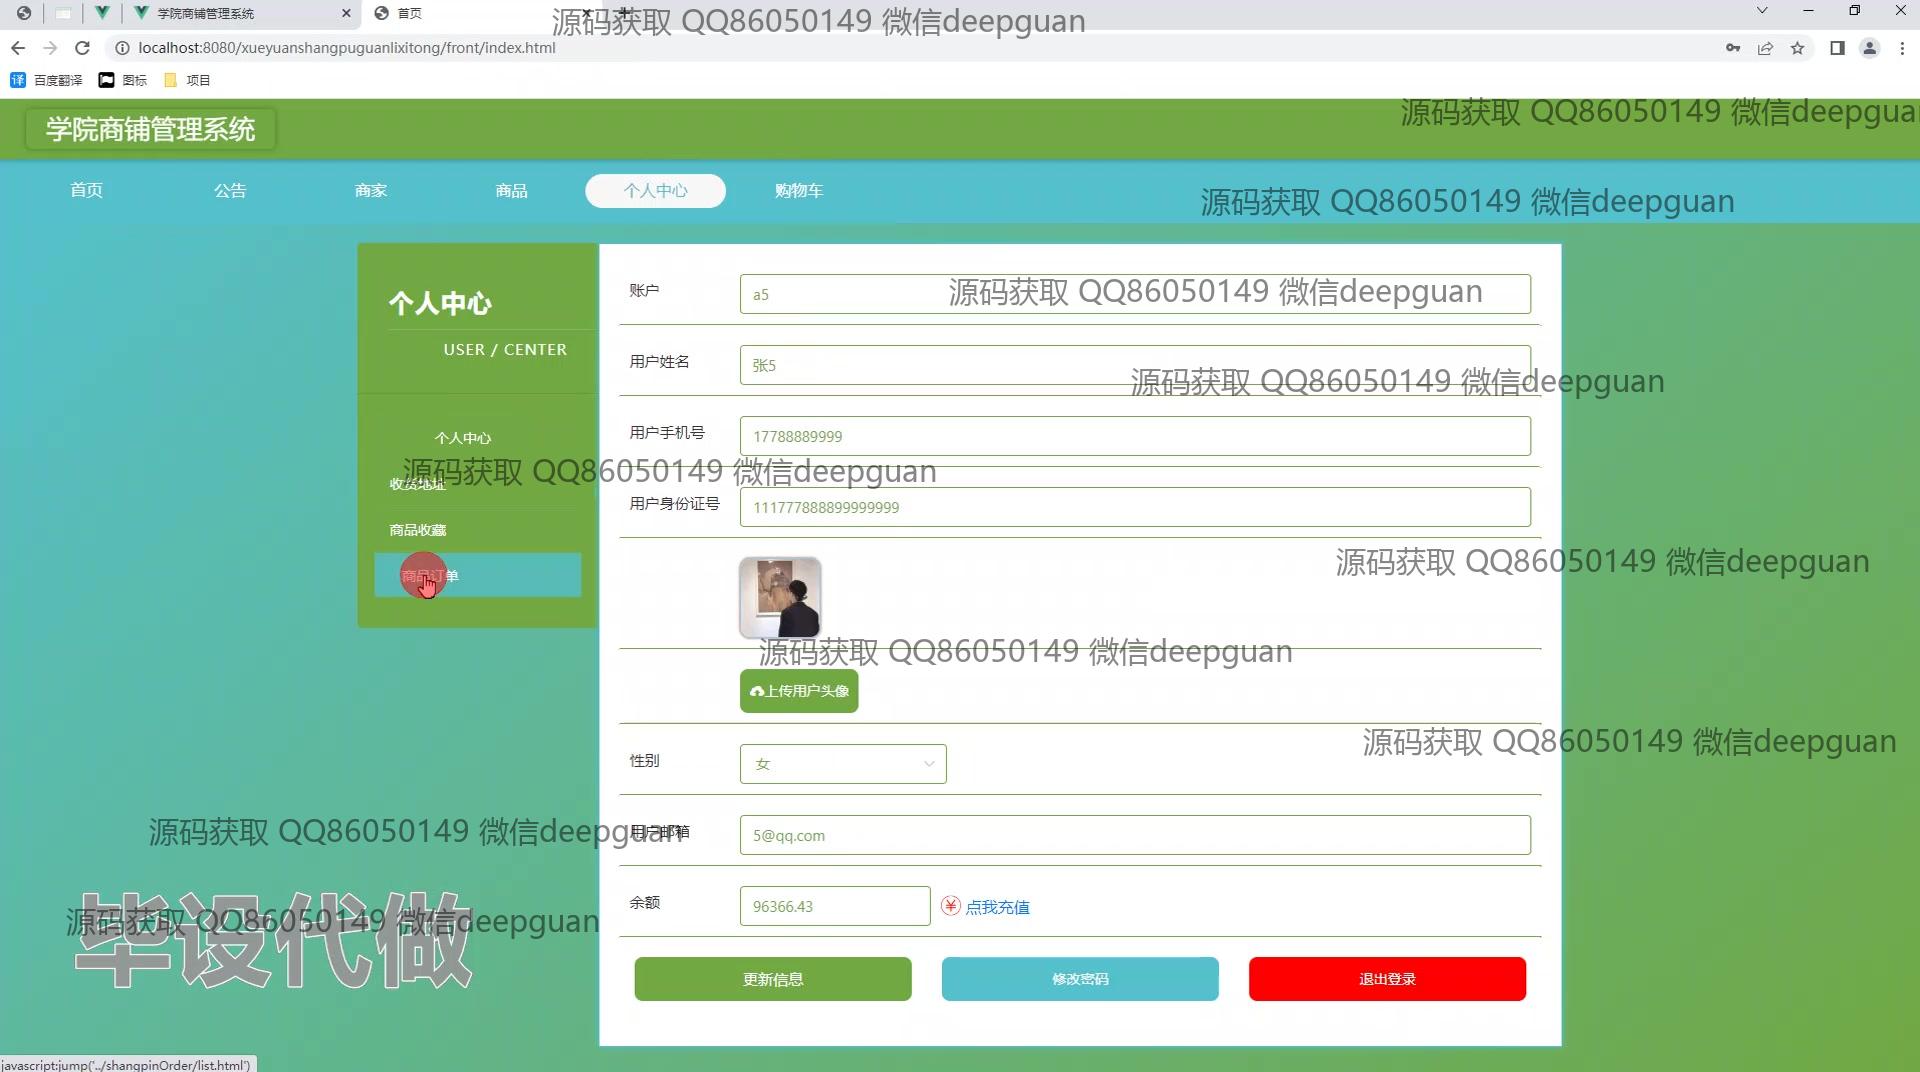 学院商铺管理系统
首页
源码获取 QQ86050149 微信deepguan
localhost:8080/xueyuanshangpuguanlixitong/front/index.html
百度翻译
图标
项目
学院商铺管理系统
源码获取 QQ86050149 微信deepguan
首页
公告
商家
商品
个人中心
购物车
源码获取 QQ86050149 微信deepguan
个人中心
USER / CENTER
个人中心
收货地址
商品收藏
商品订单
账户
a5
源码获取 QQ86050149 微信deepguan
用户姓名
张5
源码获取 QQ86050149 微信deepguan
用户手机号
17788889999
源码获取 QQ86050149 微信deepguan
用户身份证号
111777888899999999
源码获取 QQ86050149 微信deepguan
源码获取 QQ86050149 微信deepguan
上传用户头像
性别
女
源码获取 QQ86050149 微信deepguan
用户邮箱
5@qq.com
源码获取 QQ86050149 微信deepguan
余额
96366.43
点我充值
源码获取 QQ86050149 微信deepguan
毕设代做
更新信息
修改密码
退出登录
javascript:jump('../shangpinOrder/list.html')